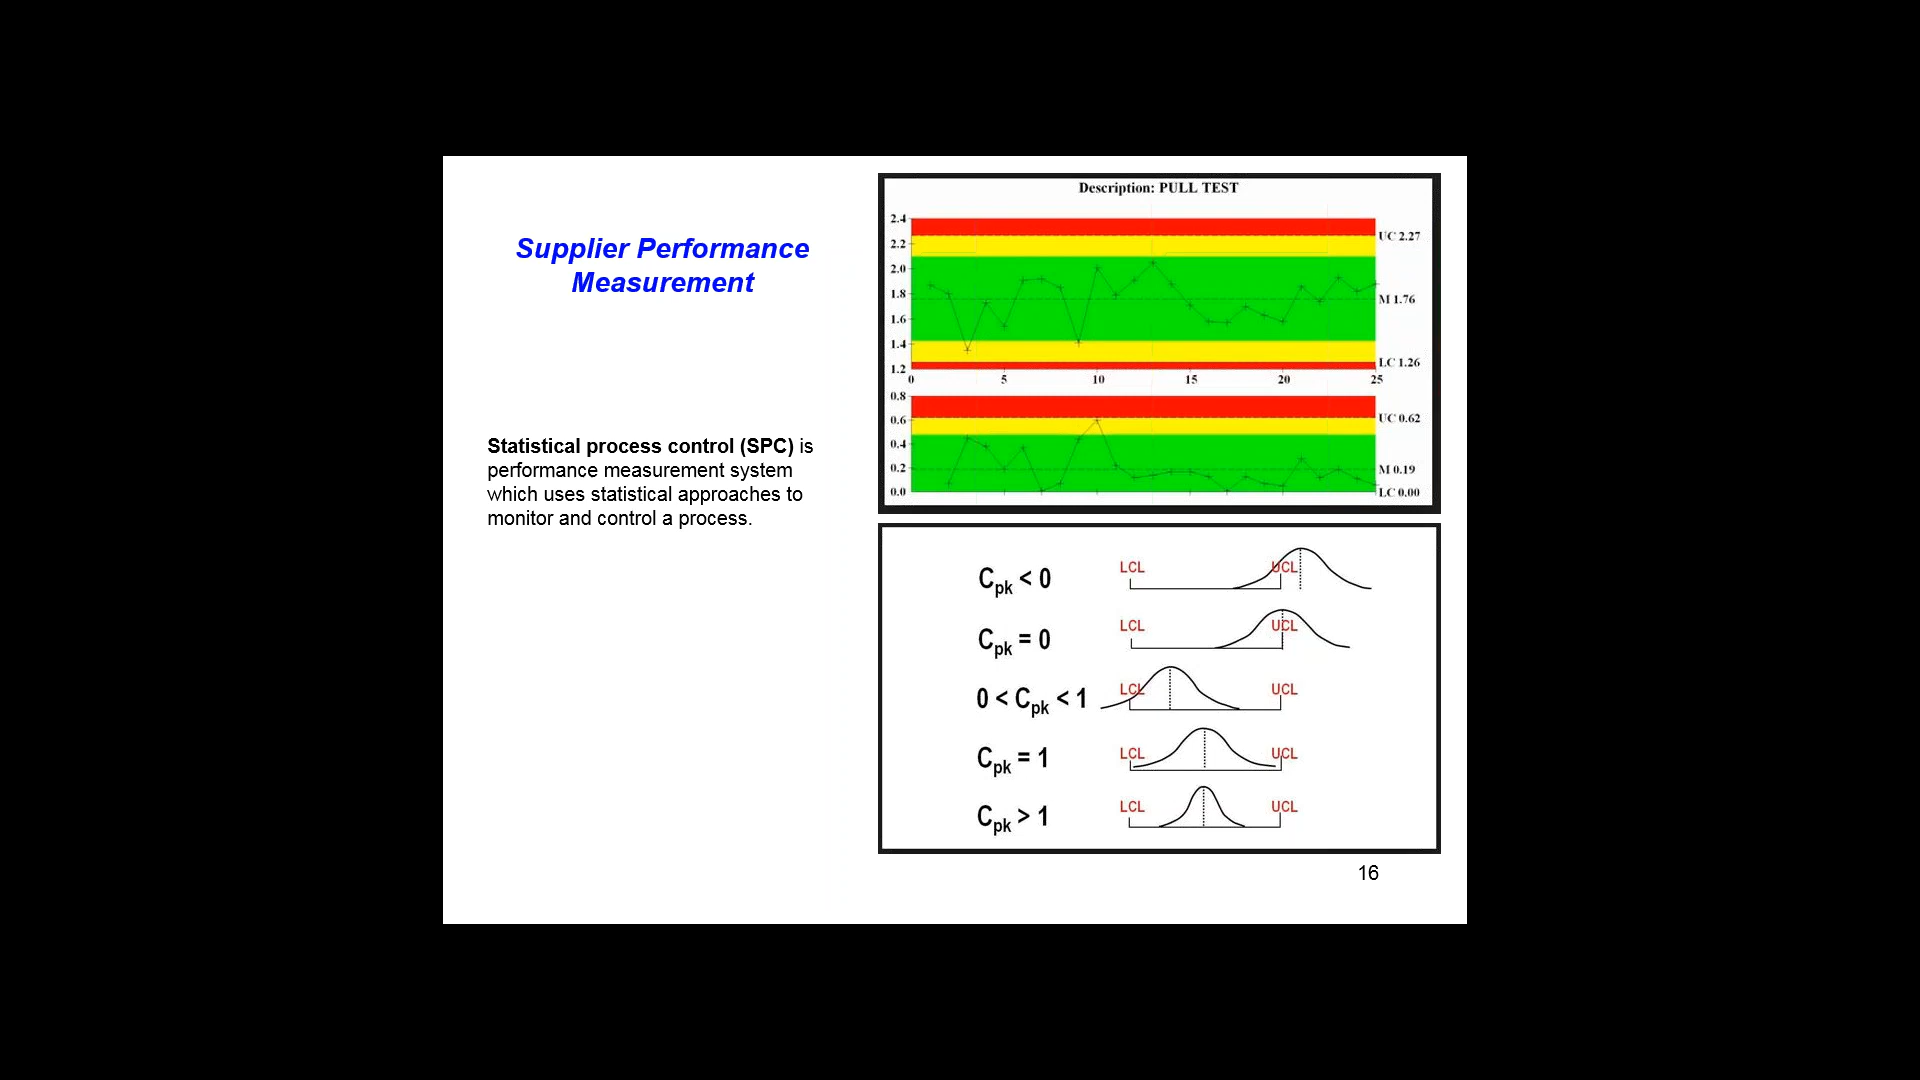 Supplier Performance
Measurement
Statistical process control (SPC) is
performance measurement system
which uses statistical approaches to
monitor and control a process.
Description: PULL TEST
2.4
2.2
2.0
1.8
1.6
1.4
1.2
UC 2.27
M 1.76
LC 1.26
0 5 10 15 20 25
0.8
0.6
0.4
0.2
0.0
UC 0.62
M 0.19
LC 0.00
Cpk < 0 LCL UCL
Cpk = 0 LCL UCL
0 < Cpk < 1 LCL UCL
Cpk = 1 LCL UCL
Cpk > 1 LCL UCL
16